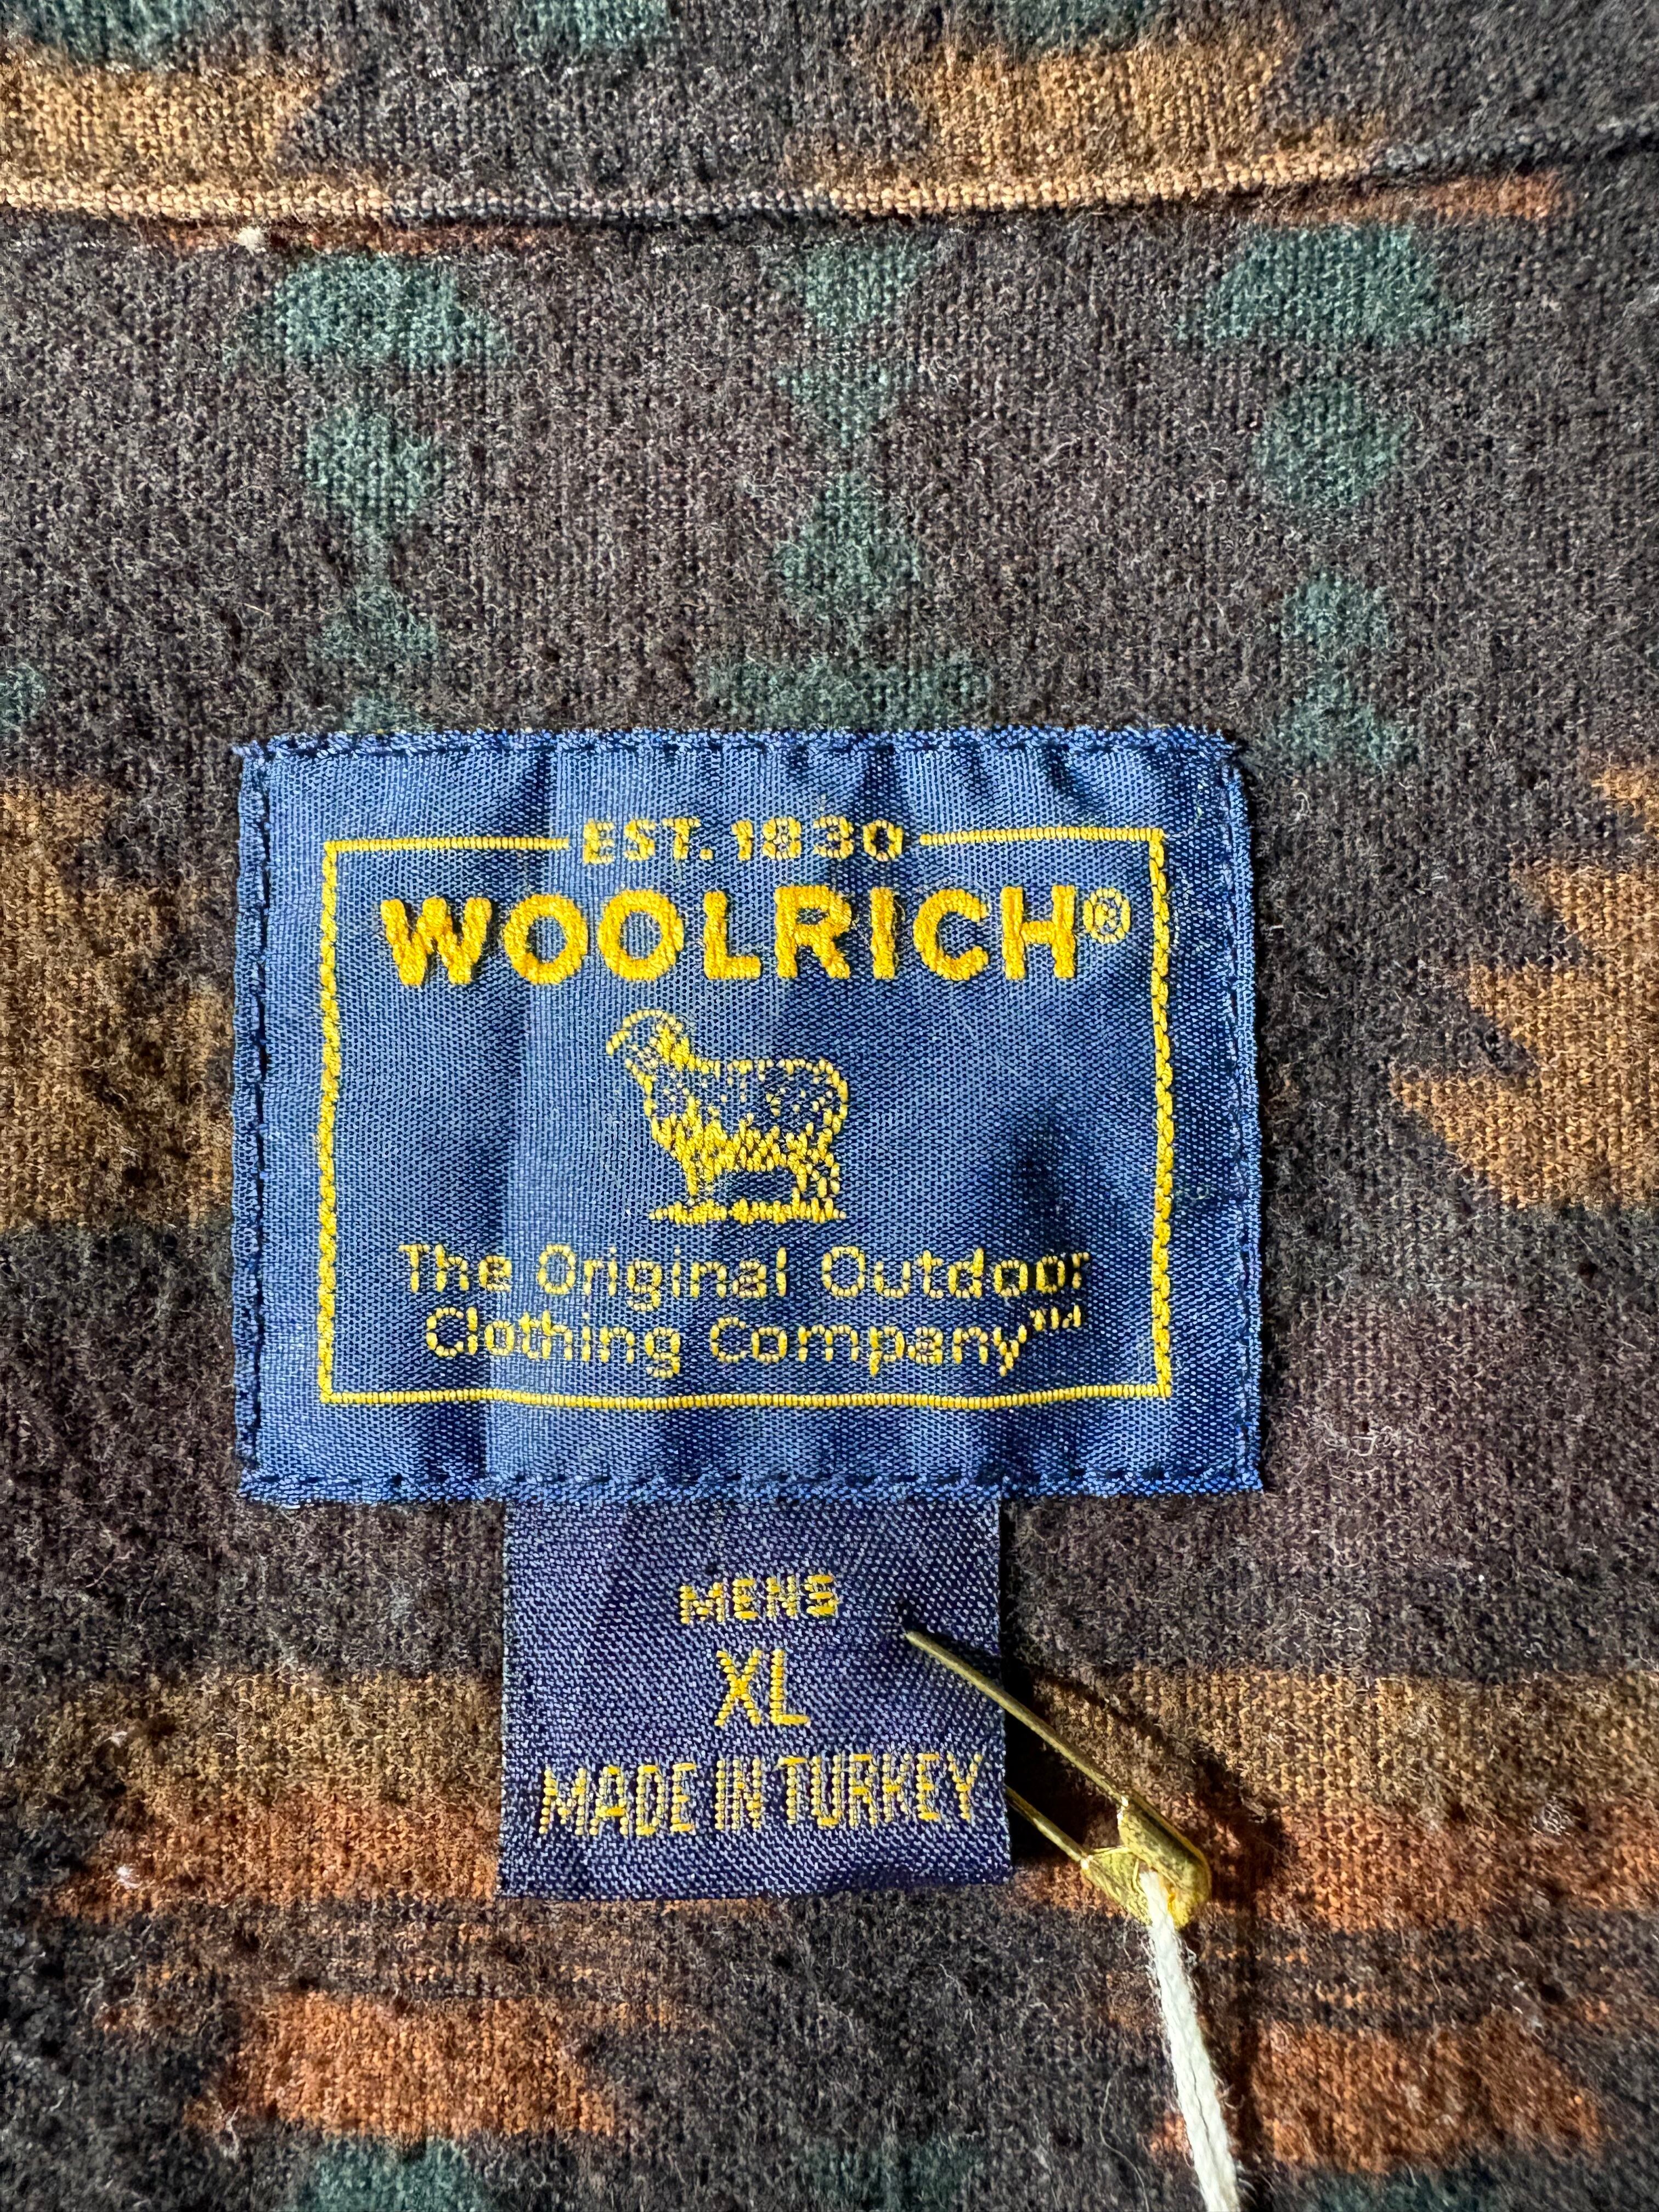 EST. 1830
WOOLRICH®
The Original Outdoor
Clothing Company™
MENS
XL
MADE IN TURKEY